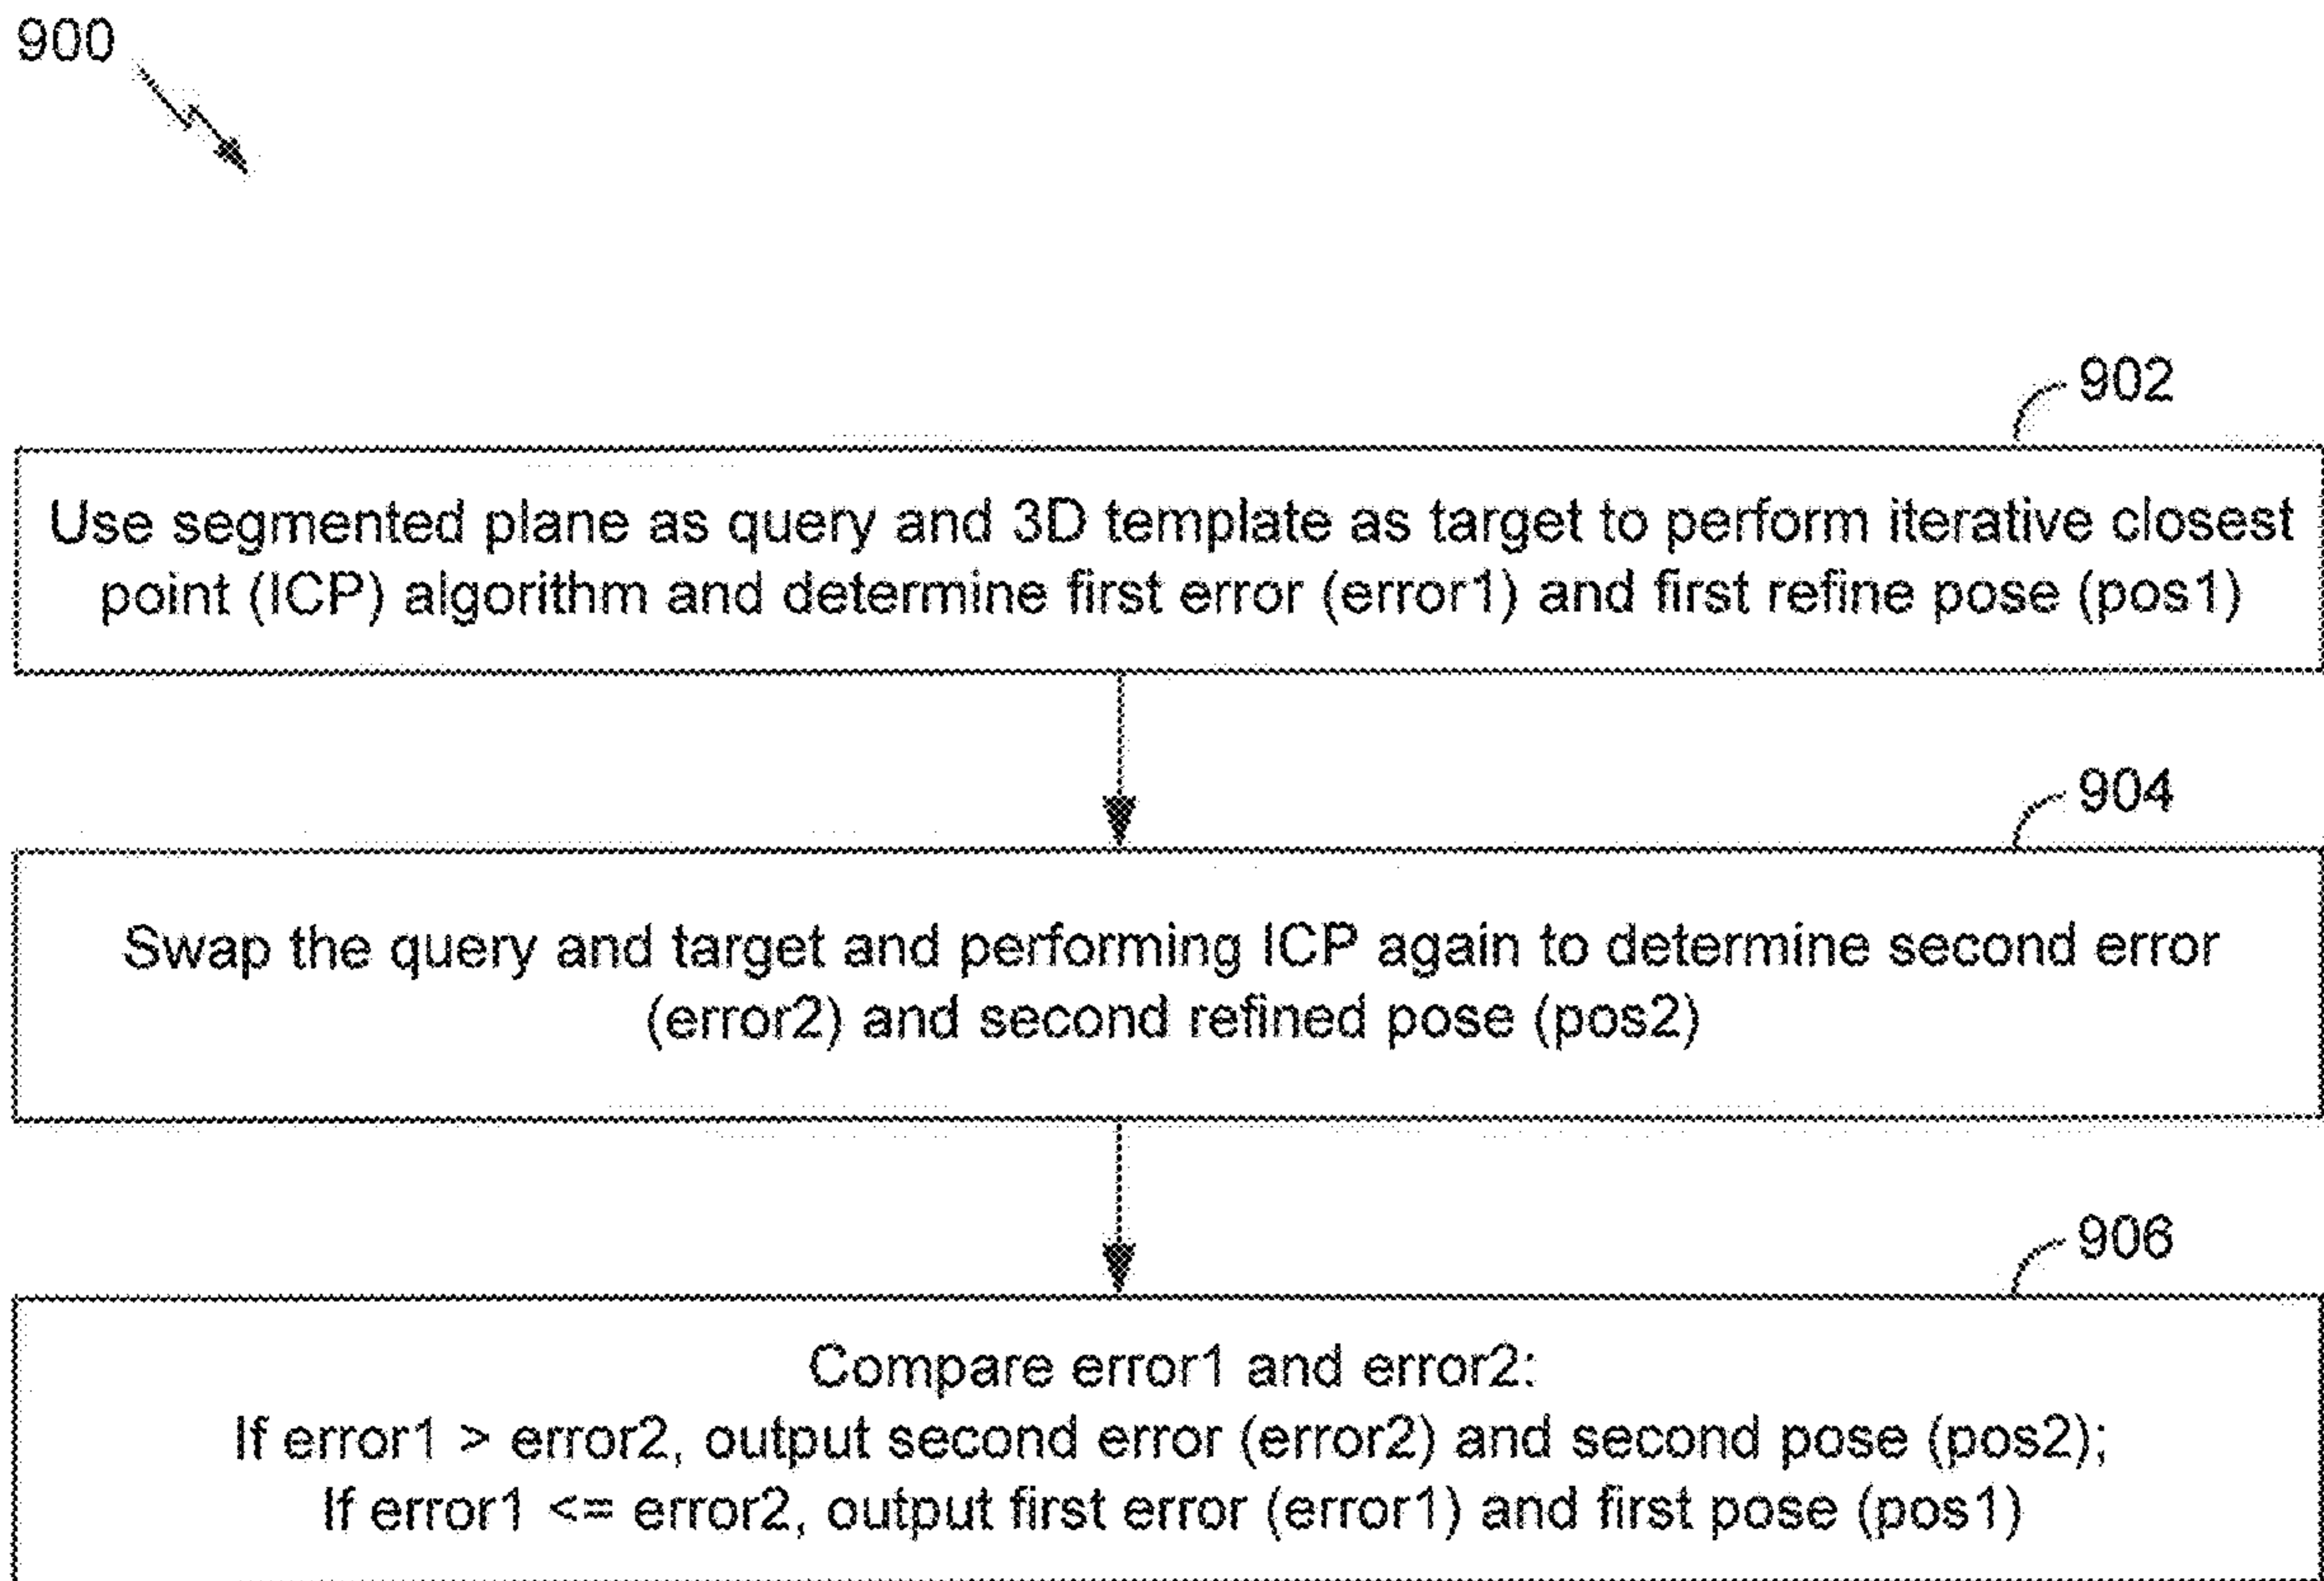 900
902
Use segmented plane as query and 3D template as target to perform iterative closest
point (ICP) algorithm and determine first error (error1) and first refine pose (pos1)
904
Swap the query and target and performing ICP again to determine second error
(error2) and second refined pose (pos2)
906
Compare error1 and error2:
If error1 > error2, output second error (error2) and second pose (pos2);
If error1 <= error2, output first error (error1) and first pose (pos1)